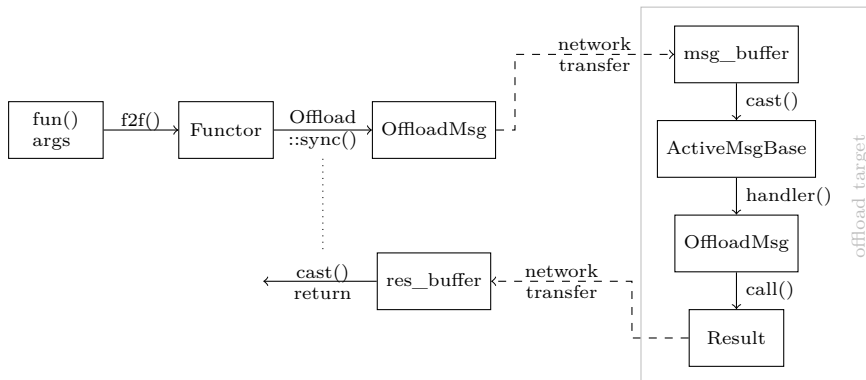 network
transfer
msg_buffer
cast()
fun()
args
f2f()
Functor
Offload
::sync()
OffloadMsg
ActiveMsgBase
handler()
offload target
OffloadMsg
cast()
return
res_buffer
network
transfer
call()
Result